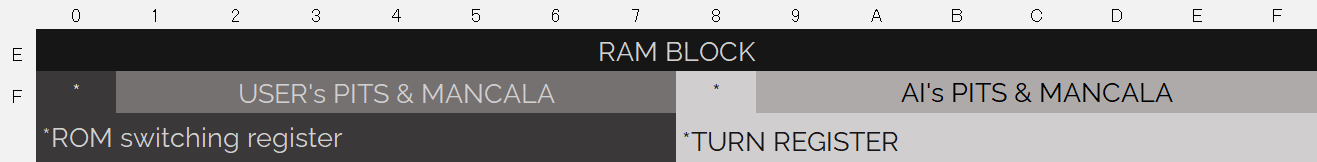 0 1 2 3 4 5 6 7 8 9 A B C D E F
E RAM BLOCK
F * USER's PITS & MANCALA * AI's PITS & MANCALA
*ROM switching register *TURN REGISTER